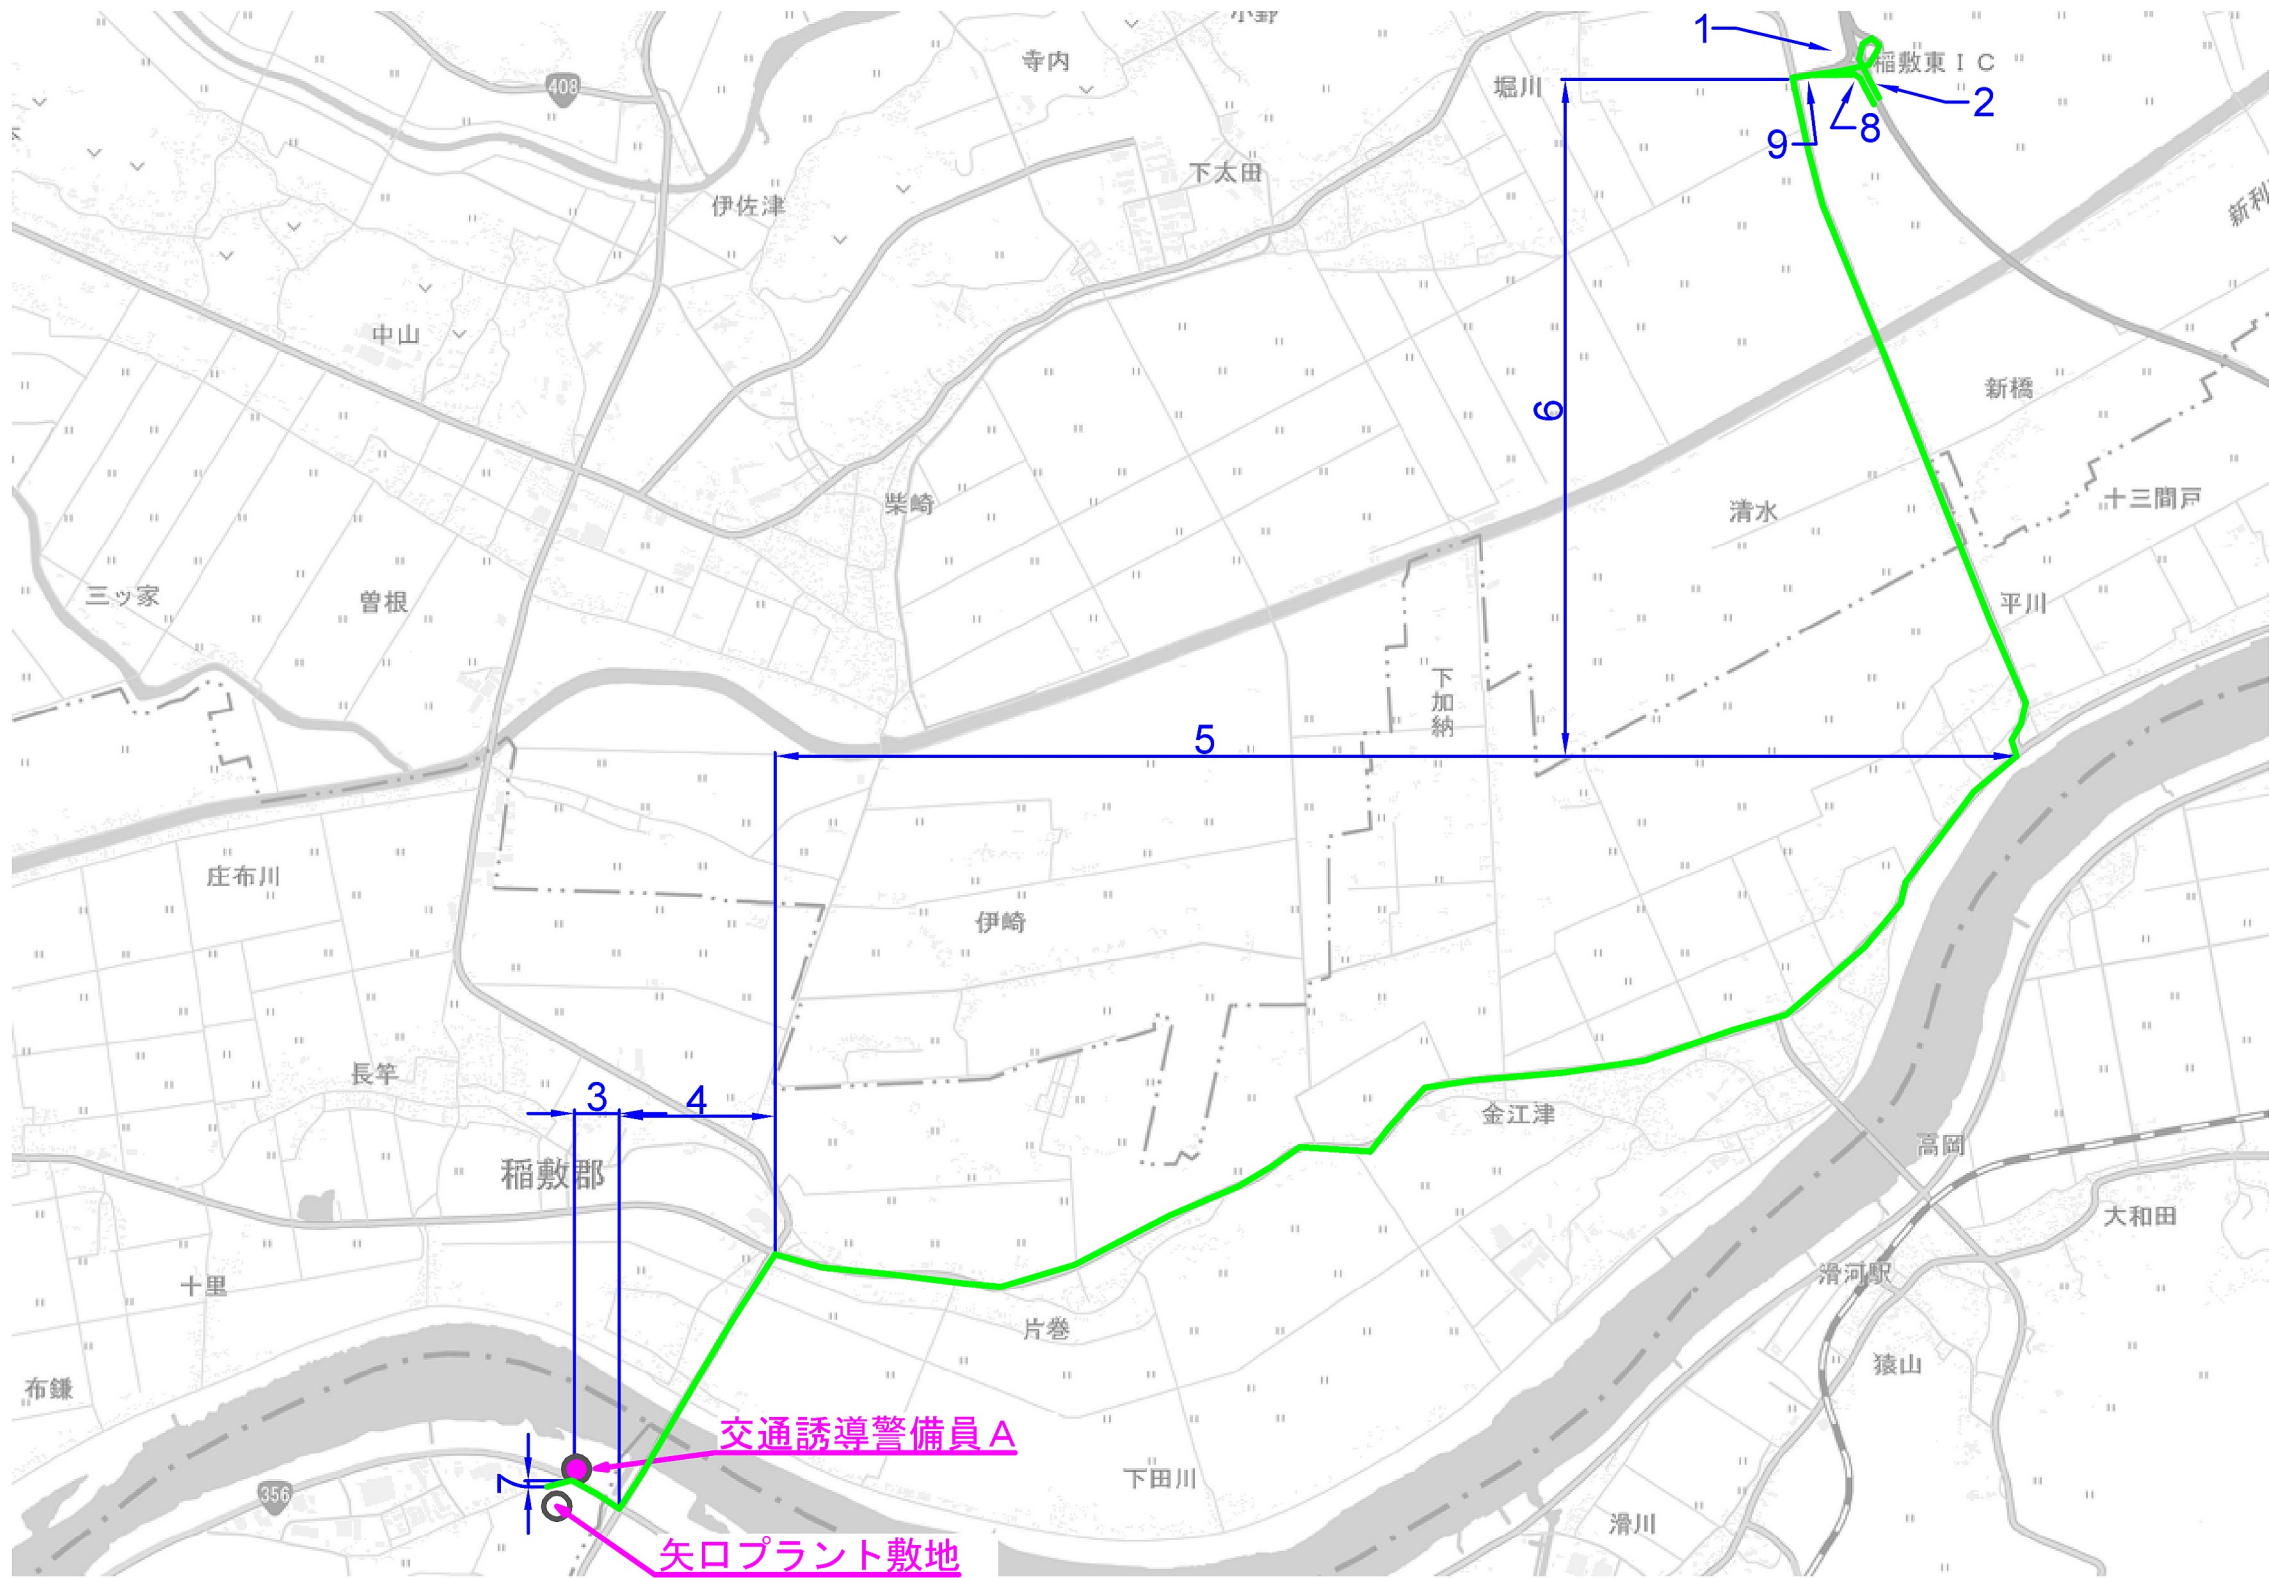 小野
1
寺内
稲敷東ＩＣ
408
堀川
2
8
9
下太田
伊佐津
新利
中山
新橋
6
柴崎
清水
十三間戸
三ッ家
曽根
平川
下加納
5
庄布川
伊崎
長竿
3
4
金江津
高岡
稲敷郡
大和田
十里
滑河駅
片巻
猿山
布鎌
交通誘導警備員Ａ
7
下田川
356
滑川
矢口プラント敷地